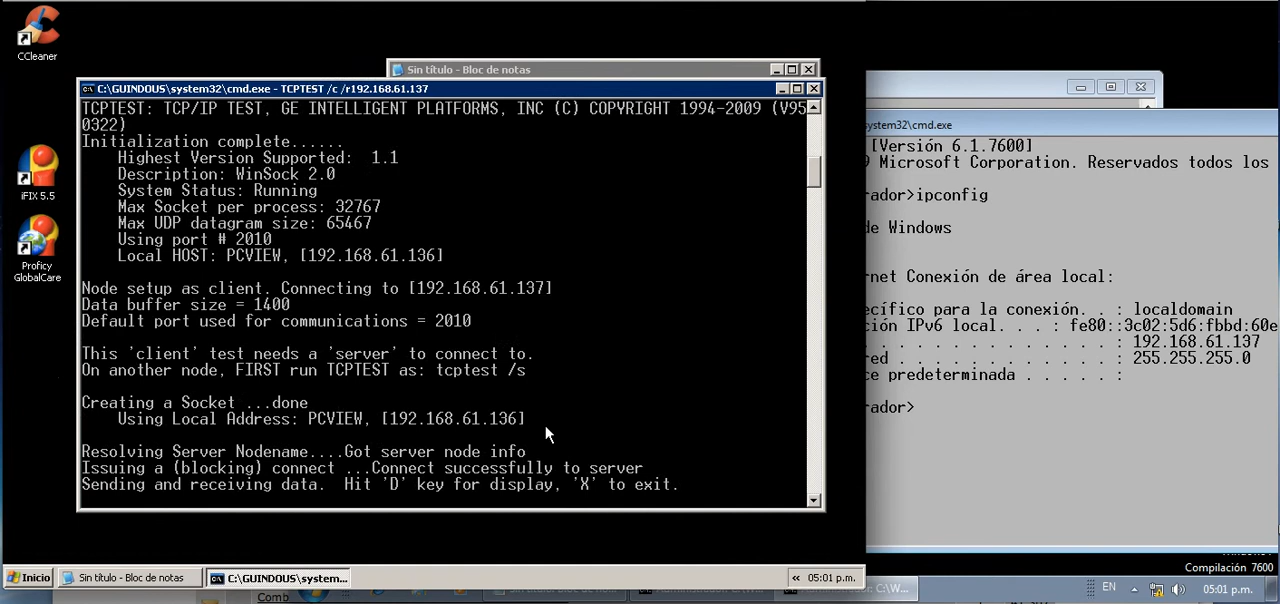 CCleaner
Sin título - Bloc de notas
C:\GUINDOUS\system32\cmd.exe - TCPTEST /c /r192.168.61.137
TCPTEST: TCP/IP TEST, GE INTELLIGENT PLATFORMS, INC (C) COPYRIGHT 1994-2009 (V95
0322)
Initialization complete......
Highest Version Supported:  1.1
Description: WinSock 2.0
System Status: Running
Max Socket per process: 32767
Max UDP datagram size: 65467
Using port # 2010
Local HOST: PCVIEW, [192.168.61.136]
Node setup as client. Connecting to [192.168.61.137]
Data buffer size = 1400
Default port used for communications = 2010
This 'client' test needs a 'server' to connect to.
On another node, FIRST run TCPTEST as: tcptest /s
Creating a Socket ...done
Using Local Address: PCVIEW, [192.168.61.136]
Resolving Server Nodename....Got server node info
Issuing a (blocking) connect ...Connect successfully to server
Sending and receiving data.  Hit 'D' key for display, 'X' to exit.
iFIX 5.5
Proficy
GlobalCare
system32\cmd.exe
[Versión 6.1.7600]
9 Microsoft Corporation. Reservados todos los
rador>ipconfig
de Windows
rnet Conexión de área local:
ecífico para la conexión. . : localdomain
ción IPv6 local. . . : fe80::3c02:5d6:fbbd:60e
. . . . . . . . . . . . . . : 192.168.61.137
red . . . . . . . . . . . . : 255.255.255.0
ce predeterminada . . . . . :
rador>
Compilación 7600
Inicio
Sin título - Bloc de notas
C:\GUINDOUS\system...
« 05:01 p.m.
Comb
EN
05:01 p.m.